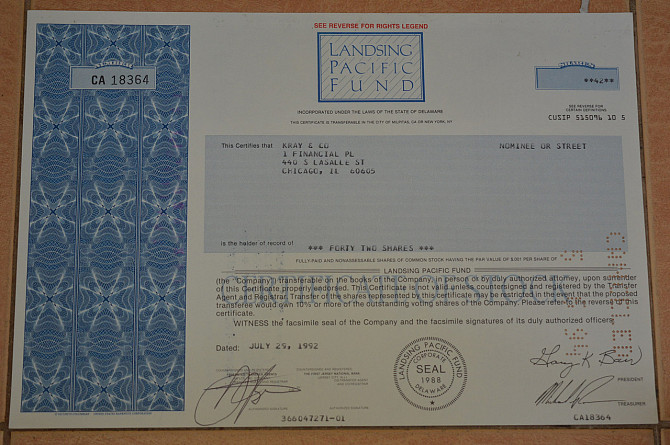 SEE REVERSE FOR RIGHTS LEGEND
LANDSING
PACIFIC
FUND
CA 18364
**42**
INCORPORATED UNDER THE LAWS OF THE STATE OF DELAWARE
THIS CERTIFICATE IS TRANSFERABLE IN THE CITY OF MILPITAS, CA OR NEW YORK, NY
SEE REVERSE FOR
CERTAIN DEFINITIONS
CUSIP 515096 10 5
This Certifies that
KRAY & CO
1 FINANCIAL PL
440 S LASALLE ST
CHICAGO, IL 60605
NOMINEE OR STREET
is the holder of record of
*** FORTY TWO SHARES ***
FULLY-PAID AND NONASSESSABLE SHARES OF COMMON STOCK HAVING THE PAR VALUE OF $.001 PER SHARE OF
LANDSING PACIFIC FUND
(the "Company") transferable on the books of the Company in person or by duly authorized attorney, upon surrender
of this Certificate properly endorsed. This Certificate is not valid unless countersigned and registered by the Transfer
Agent and Registrar. Transfer of the shares represented by this certificate may be restricted in the event that the proposed
transferee would own 10% or more of the outstanding voting shares of the Company. Please refer to the reverse of this
certificate.
WITNESS the facsimile seal of the Company and the facsimile signatures of its duly authorized officers.
Dated: JULY 29, 1992
LANDSING PACIFIC FUND
CORPORATE
SEAL
1988
DELAWARE
PRESIDENT
TREASURER
366047271-01
CA18364